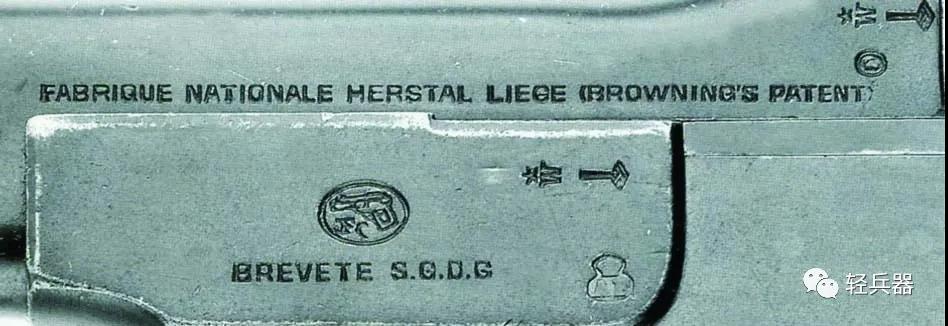 FABRIQUE NATIONALE HERSTAL LIEGE (BROWNING'S PATENT)
BREVETE S.G.D.G
轻兵器